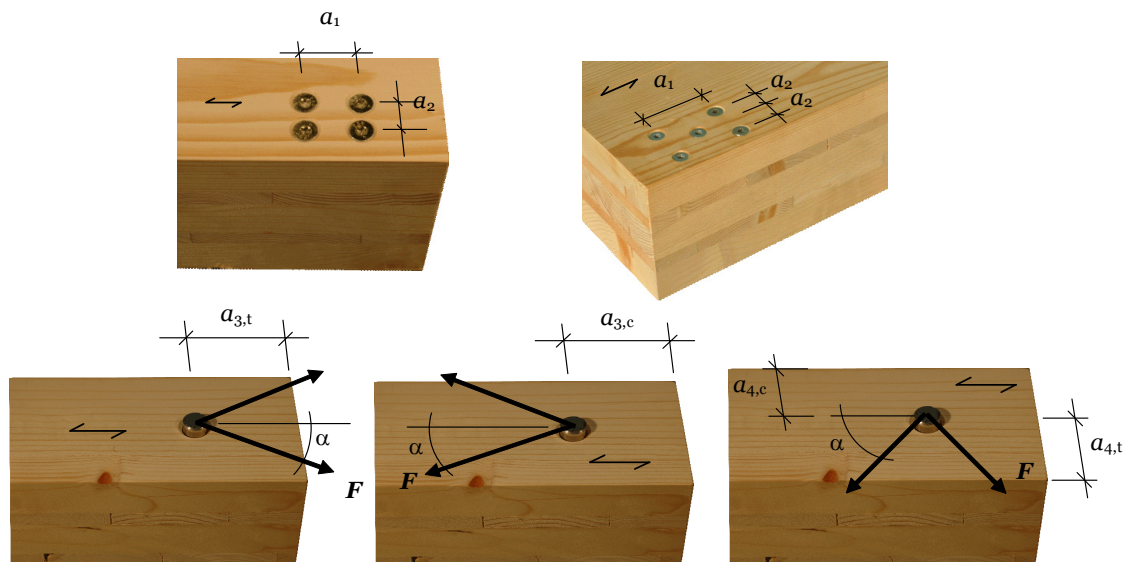 a₁
a₂
a₁
a₂
a₂
a₃,t
α
F
a₃,c
α
F
a₄,c
α
F
a₄,t